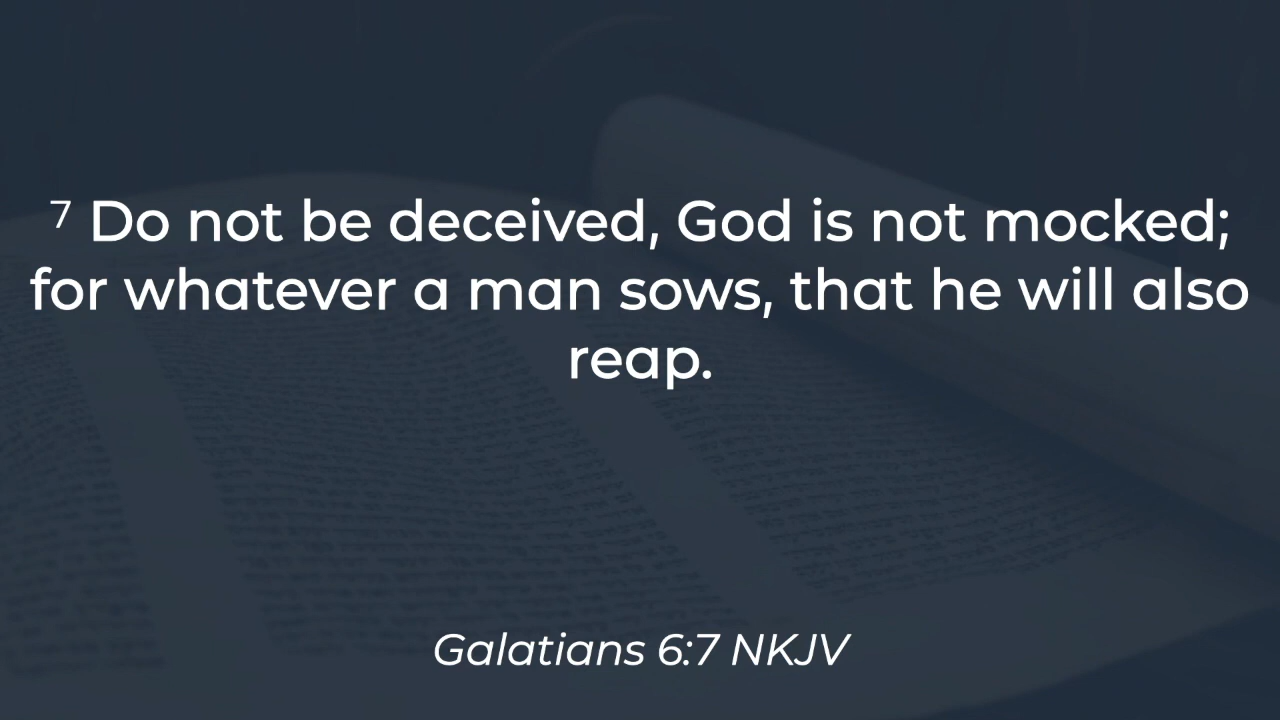 7 Do not be deceived, God is not mocked;
for whatever a man sows, that he will also
reap.
Galatians 6:7 NKJV